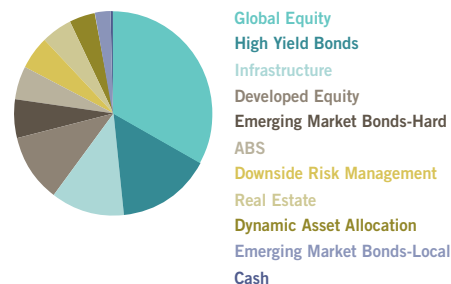 Global Equity
High Yield Bonds
Infrastructure
Developed Equity
Emerging Market Bonds-Hard
ABS
Downside Risk Management
Real Estate
Dynamic Asset Allocation
Emerging Market Bonds-Local
Cash